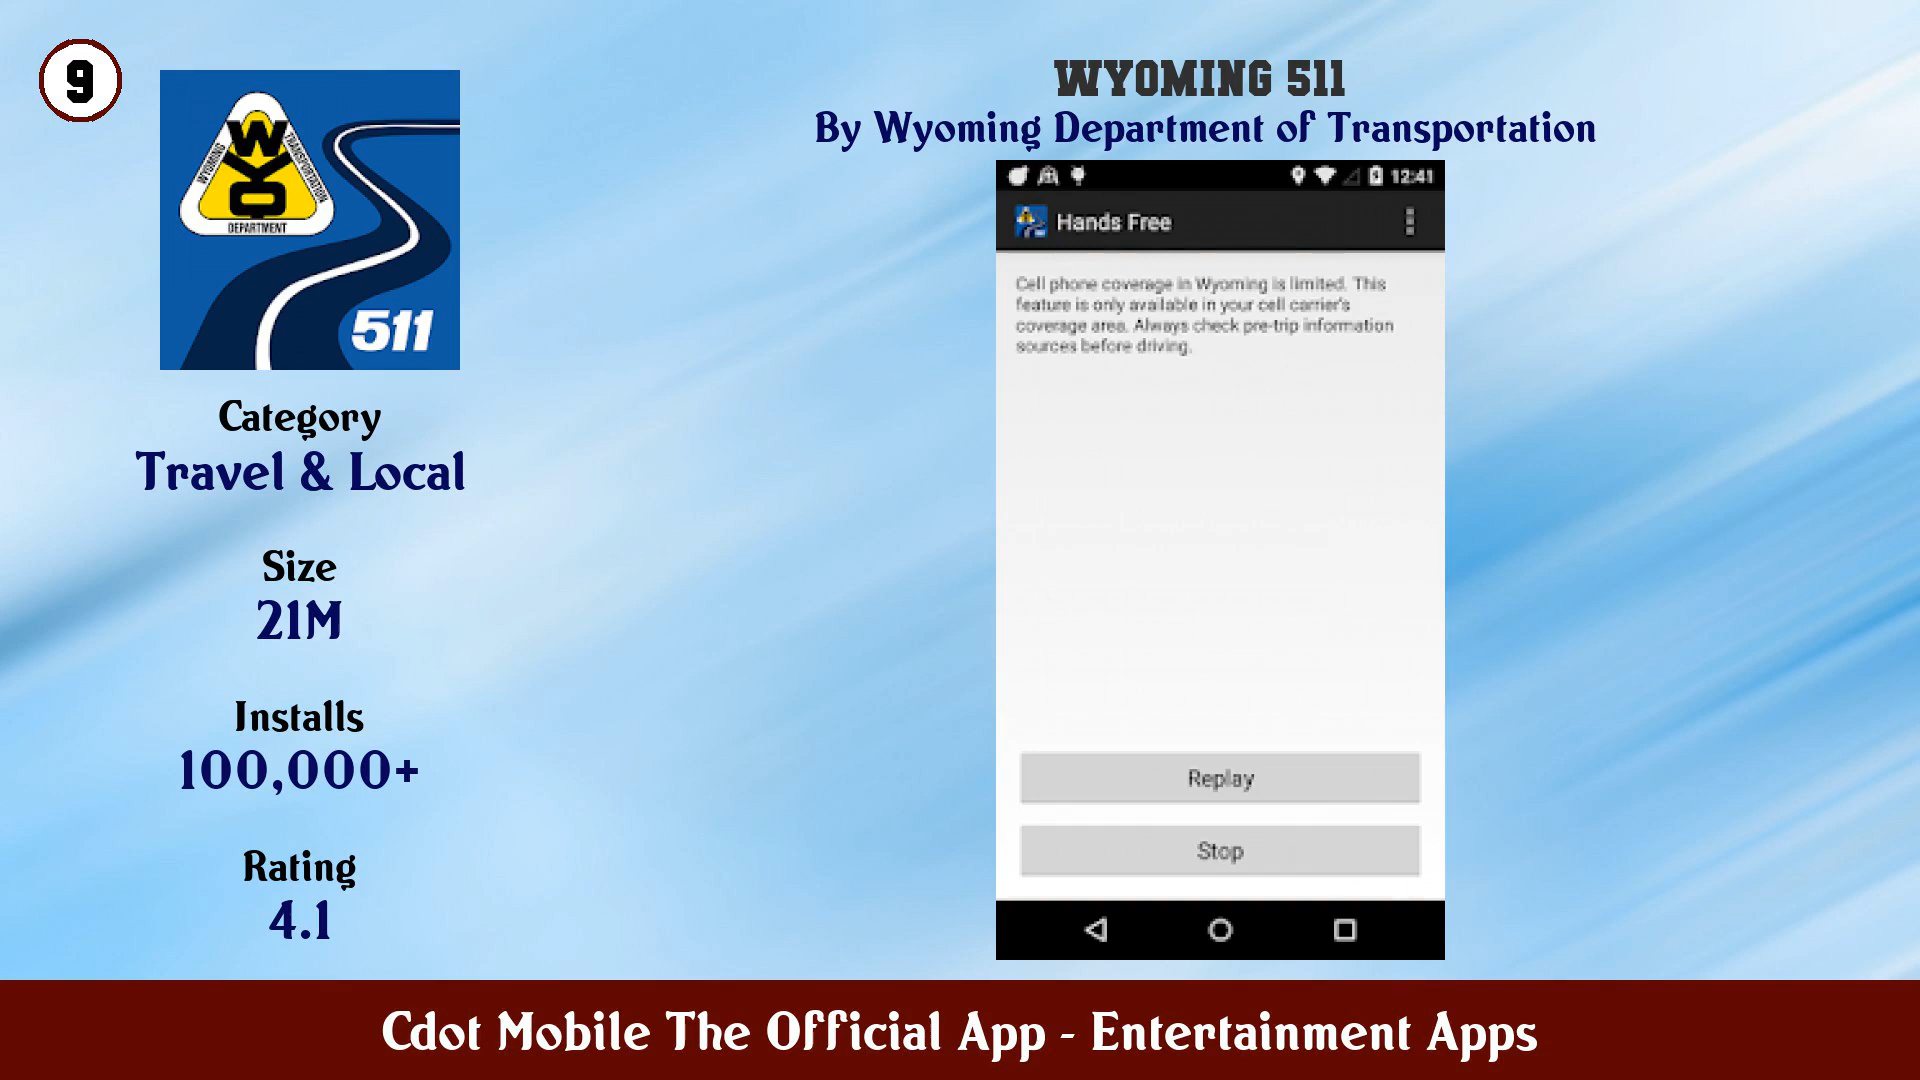 9
WYO
WYOMING
TRANSPORTATION
DEPARTMENT
511
Category
Travel & Local
Size
21M
Installs
100,000+
Rating
4.1
WYOMING 511
By Wyoming Department of Transportation
12:41
Hands Free
Cell phone coverage in Wyoming is limited. This
feature is only available in your cell carrier's
coverage area. Always check pre-trip information
sources before driving.
Replay
Stop
Cdot Mobile The Official App - Entertainment Apps